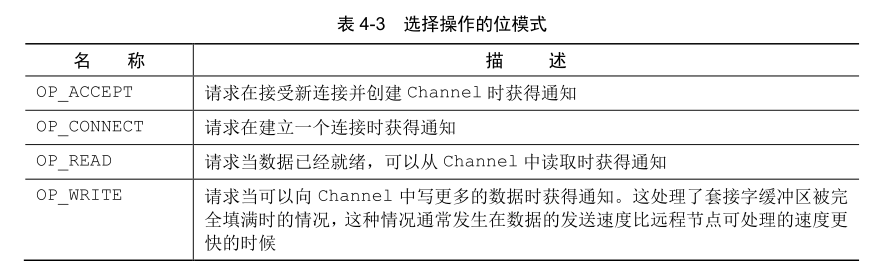 表 4-3 选择操作的位模式
名 称 描 述
OP_ACCEPT 请求在接受新连接并创建 Channel 时获得通知
OP_CONNECT 请求在建立一个连接时获得通知
OP_READ 请求当数据已经就绪，可以从 Channel 中读取时获得通知
OP_WRITE 请求当可以向 Channel 中写更多的数据时获得通知。这处理了套接字缓冲区被完
全填满时的情况，这种情况通常发生在数据的发送速度比远程节点可处理的速度更
快的时候